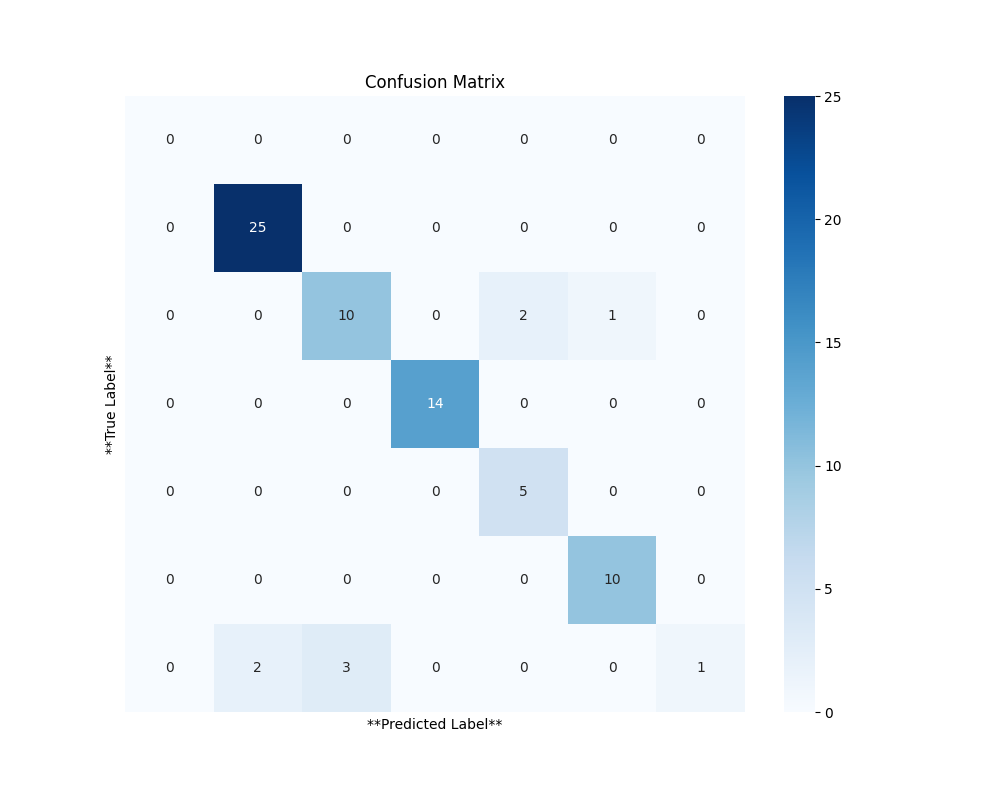 Confusion Matrix
0 0 0 0 0 0 0
0 25 0 0 0 0 0
0 0 10 0 2 1 0
0 0 0 14 0 0 0
0 0 0 0 5 0 0
0 0 0 0 0 10 0
0 2 3 0 0 0 1
**True Label**
**Predicted Label**
25
20
15
10
5
0